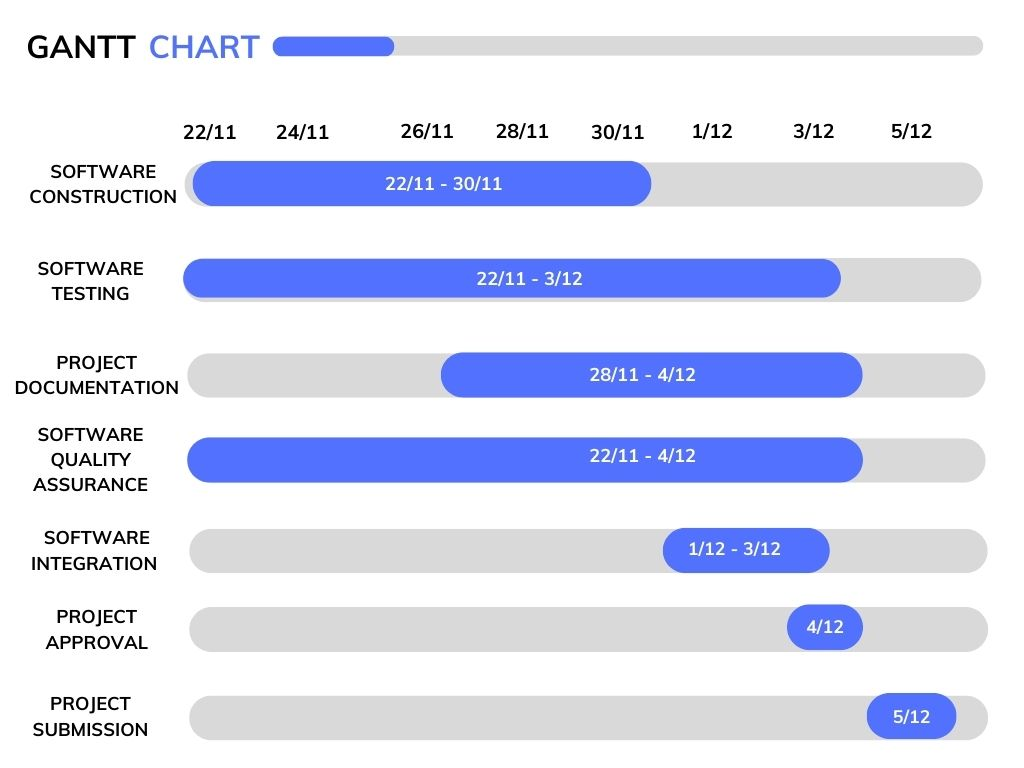 GANTT CHART
22/11 24/11 26/11 28/11 30/11 1/12 3/12 5/12
SOFTWARE
CONSTRUCTION
22/11 - 30/11
SOFTWARE
TESTING
22/11 - 3/12
PROJECT
DOCUMENTATION
28/11 - 4/12
SOFTWARE
QUALITY
ASSURANCE
22/11 - 4/12
SOFTWARE
INTEGRATION
1/12 - 3/12
PROJECT
APPROVAL
4/12
PROJECT
SUBMISSION
5/12